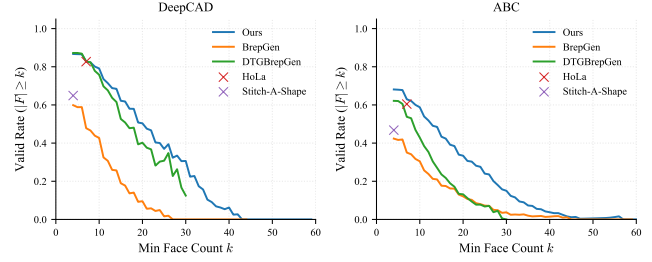 DeepCAD
1.0
0.8
0.6
0.4
0.2
0.0
0
10
20
30
40
50
60
Valid Rate (|F| ≥ k)
Min Face Count k
Ours
BrepGen
DTGBrepGen
HoLa
Stitch-A-Shape
ABC
1.0
0.8
0.6
0.4
0.2
0.0
0
10
20
30
40
50
60
Valid Rate (|F| ≥ k)
Min Face Count k
Ours
BrepGen
DTGBrepGen
HoLa
Stitch-A-Shape